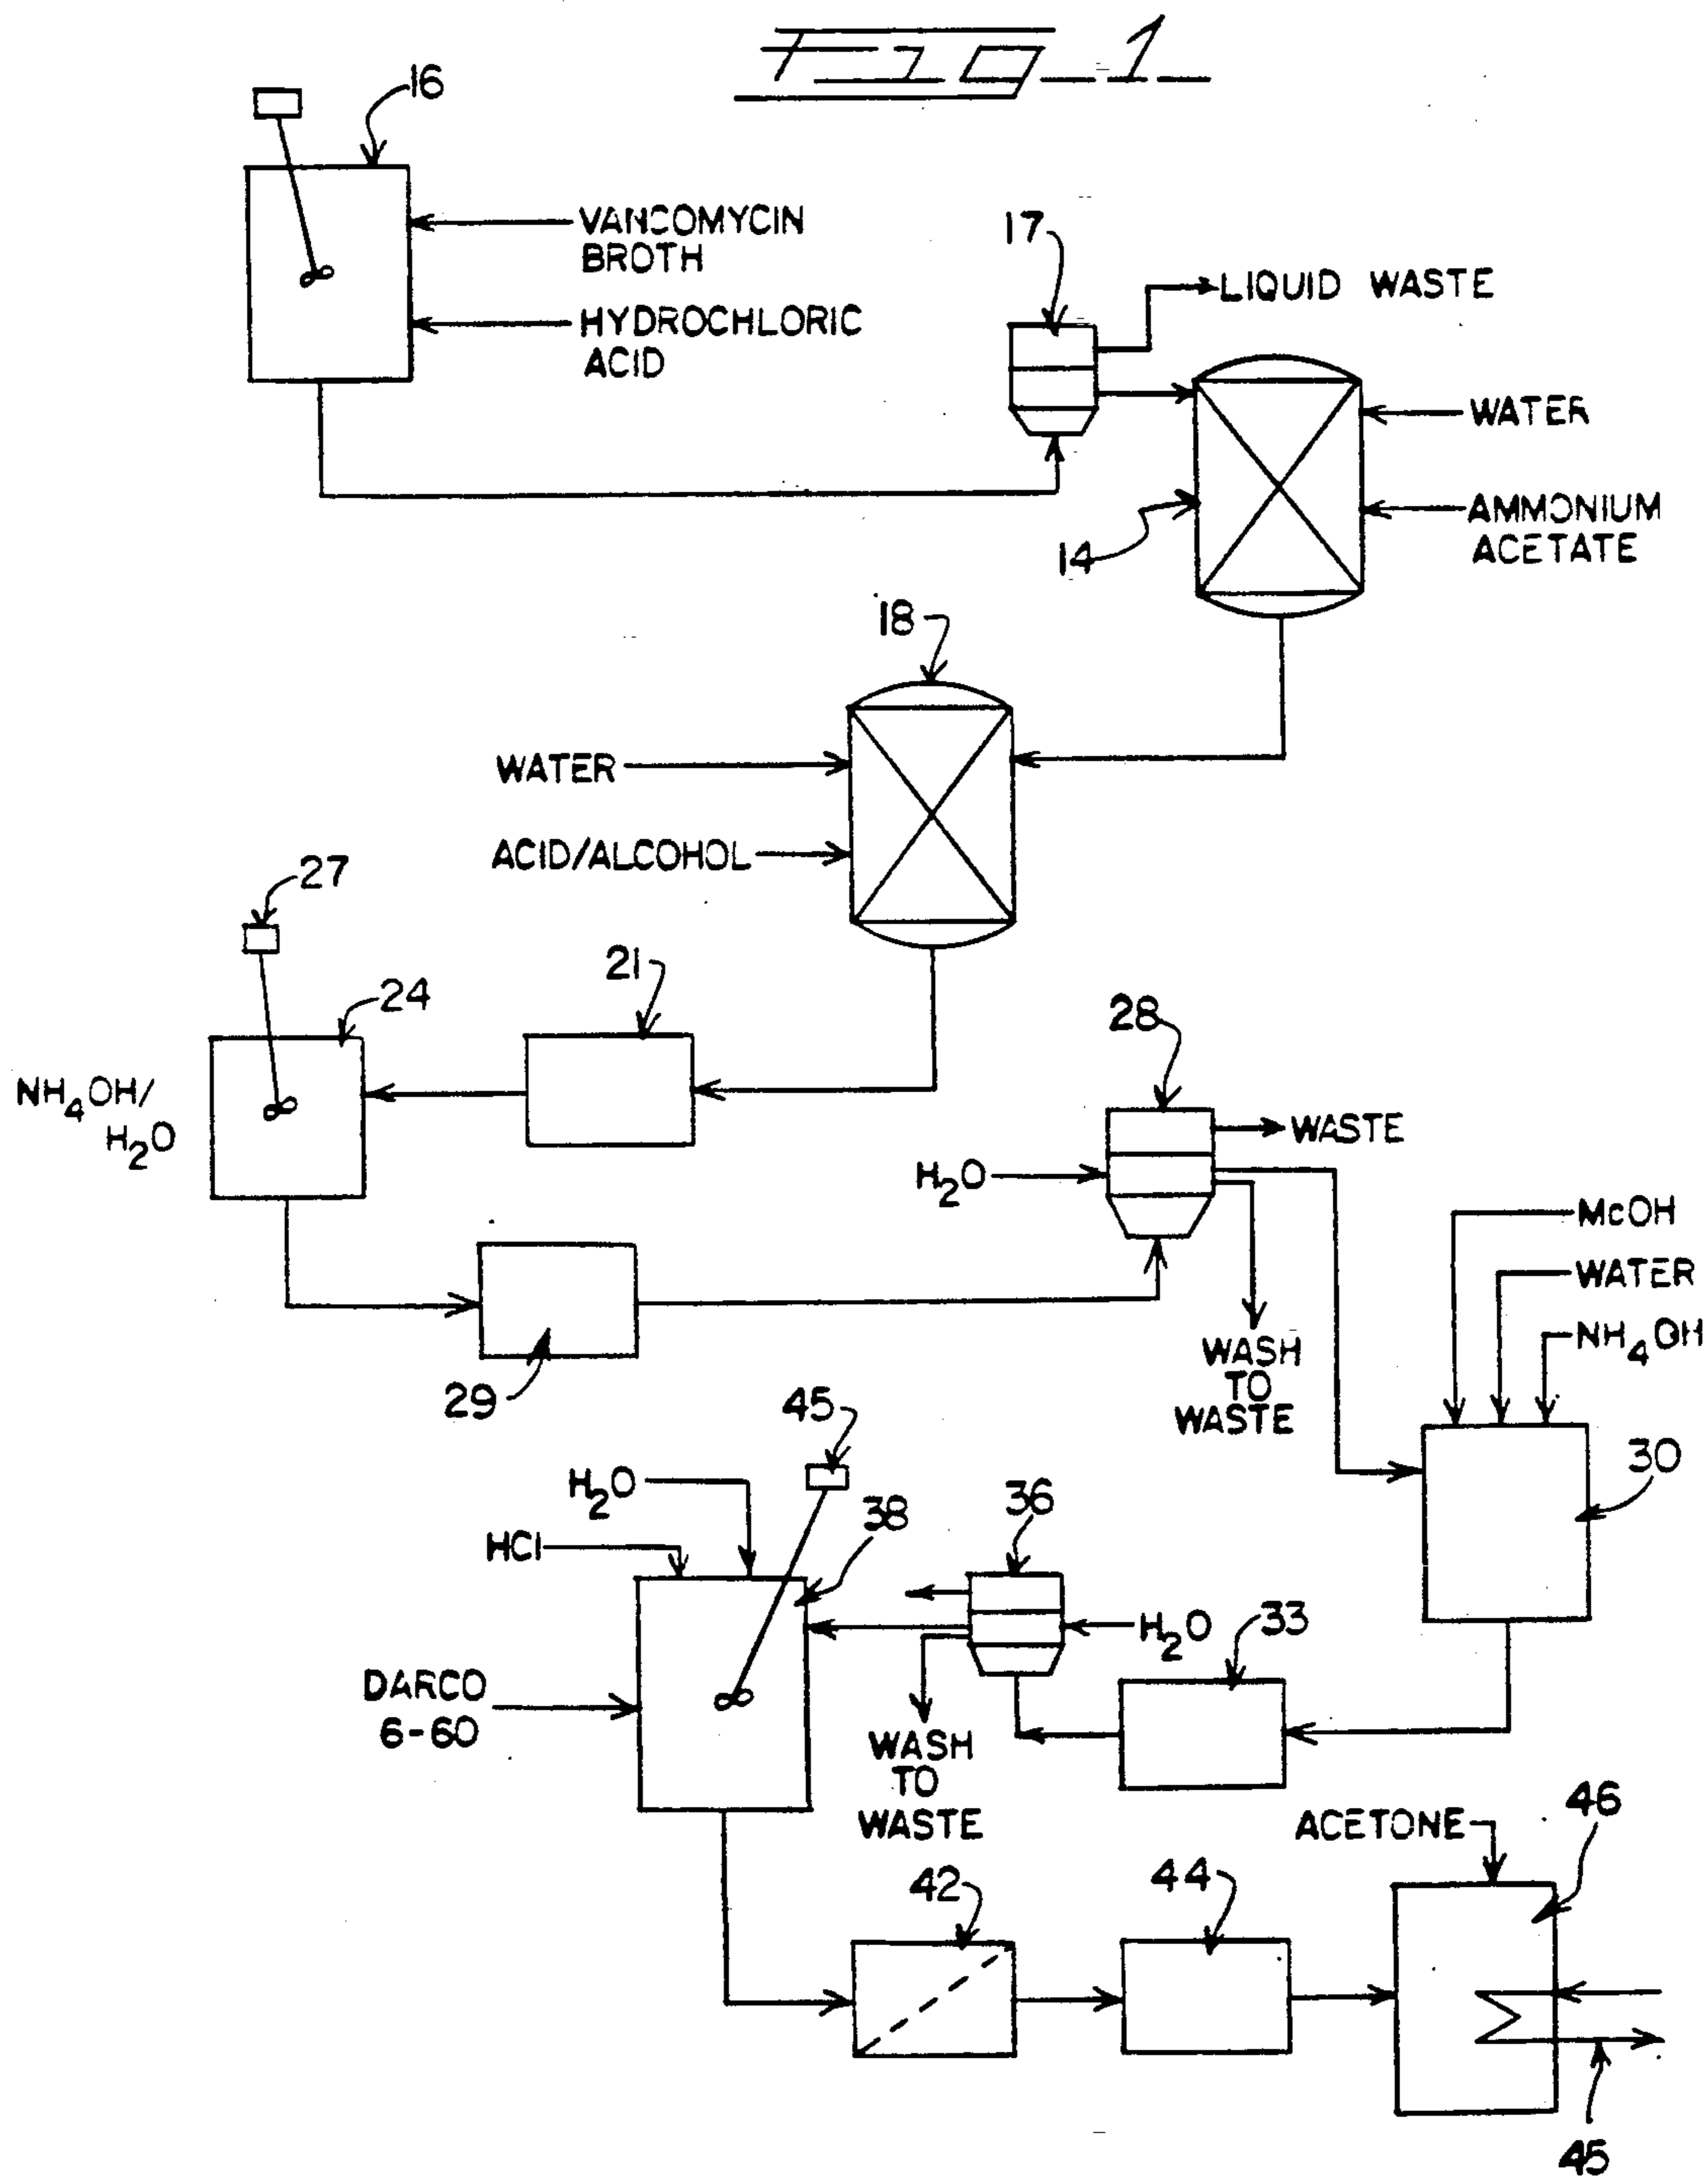 FIG-1
16
VANCOMYCIN
BROTH
HYDROCHLORIC
ACID
17
LIQUID WASTE
WATER
14
AMMONIUM
ACETATE
18
WATER
ACID/ALCOHOL
27
24
21
NH4OH/
H2O
28
WASTE
H2O
McOH
WATER
NH4OH
WASH
TO
WASTE
29
45
30
H2O
38
36
HCl
33
H2O
DARCO
6-60
WASH
TO
WASTE
46
ACETONE
42
44
45